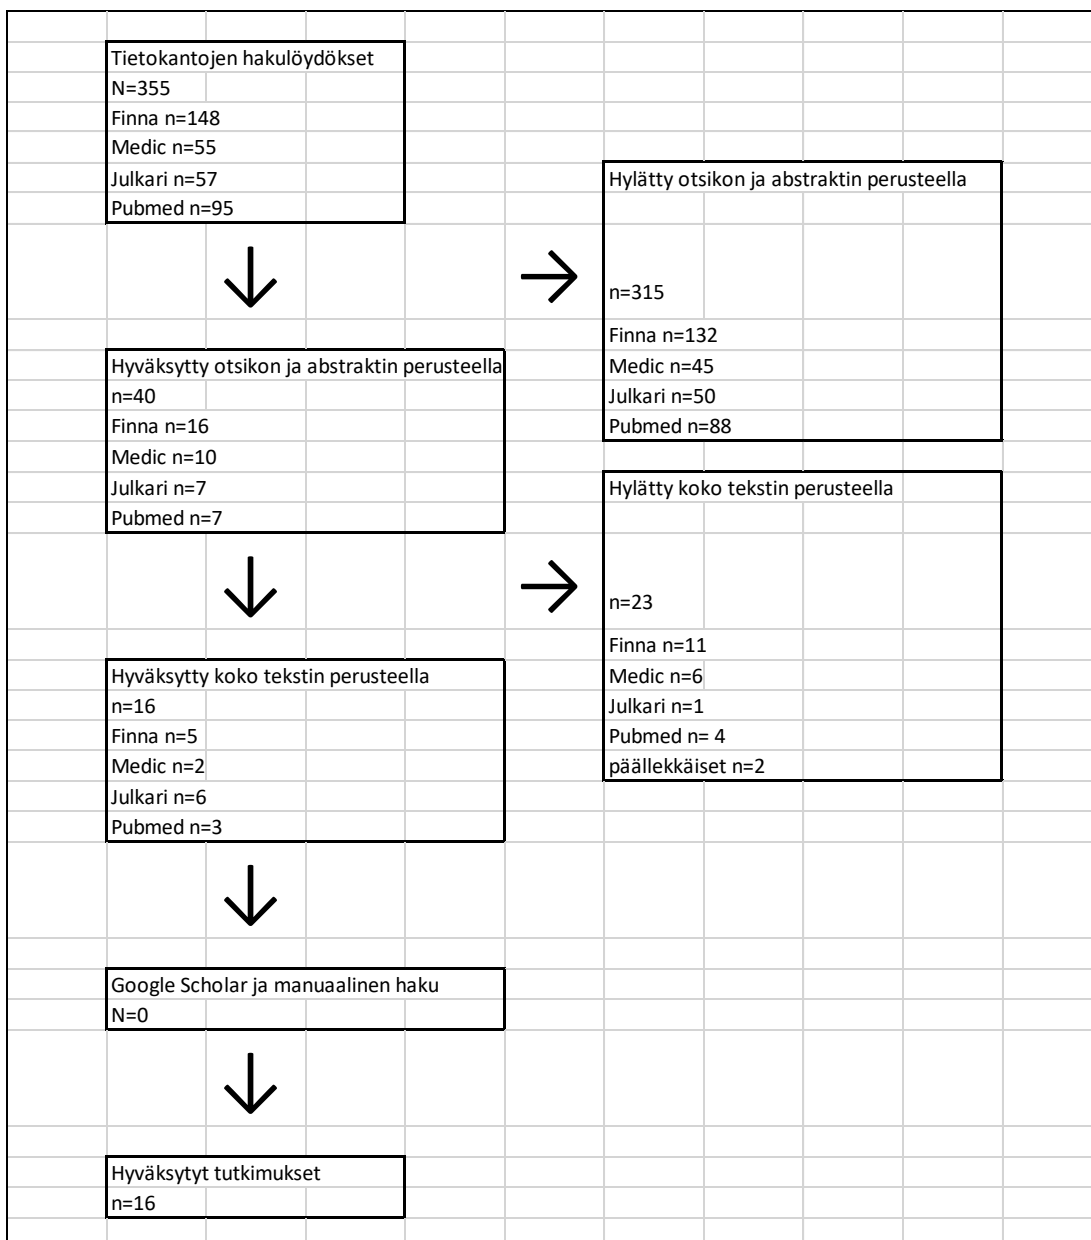 Tietokantojen hakulöydökset
N=355
Finna n=148
Medic n=55
Julkari n=57
Pubmed n=95
Hylätty otsikon ja abstraktin perusteella
n=315
Finna n=132
Medic n=45
Julkari n=50
Pubmed n=88
Hyväksytty otsikon ja abstraktin perusteella
n=40
Finna n=16
Medic n=10
Julkari n=7
Pubmed n=7
Hylätty koko tekstin perusteella
n=23
Finna n=11
Medic n=6
Julkari n=1
Pubmed n= 4
päällekkäiset n=2
Hyväksytty koko tekstin perusteella
n=16
Finna n=5
Medic n=2
Julkari n=6
Pubmed n=3
Google Scholar ja manuaalinen haku
N=0
Hyväksytyt tutkimukset
n=16